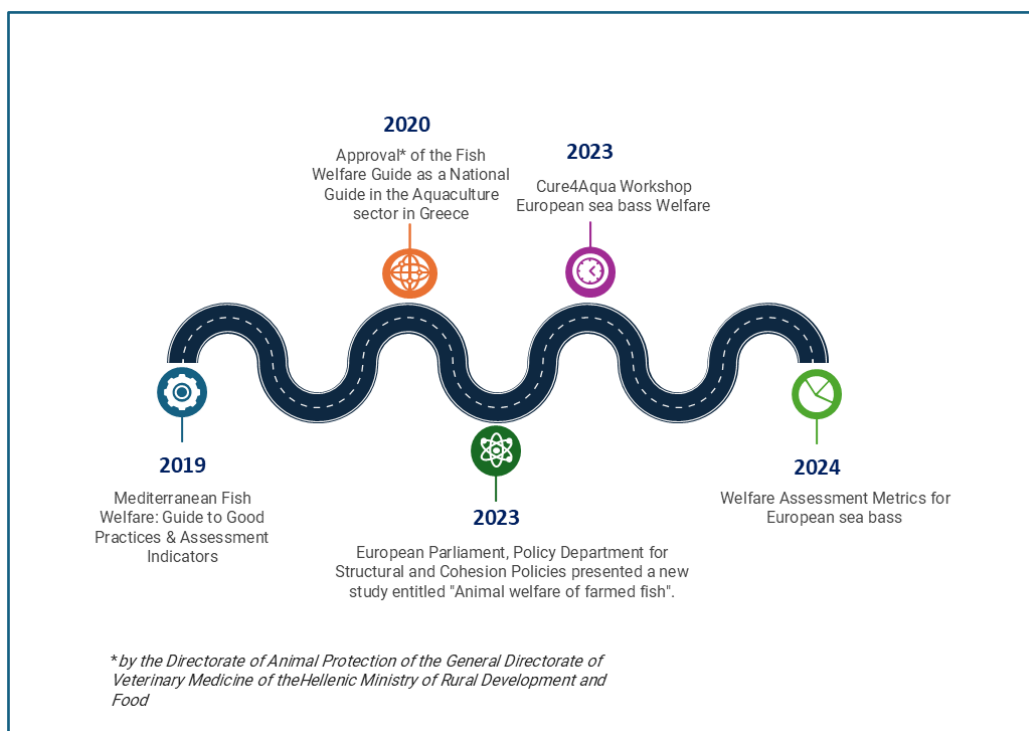 2019
Mediterranean Fish
Welfare: Guide to Good
Practices & Assessment
Indicators
2020
Approval* of the Fish
Welfare Guide as a National
Guide in the Aquaculture
sector in Greece
2023
European Parliament, Policy Department for
Structural and Cohesion Policies presented a new
study entitled "Animal welfare of farmed fish".
2023
Cure4Aqua Workshop
European sea bass Welfare
2024
Welfare Assessment Metrics for
European sea bass
*by the Directorate of Animal Protection of the General Directorate of
Veterinary Medicine of theHellenic Ministry of Rural Development and
Food